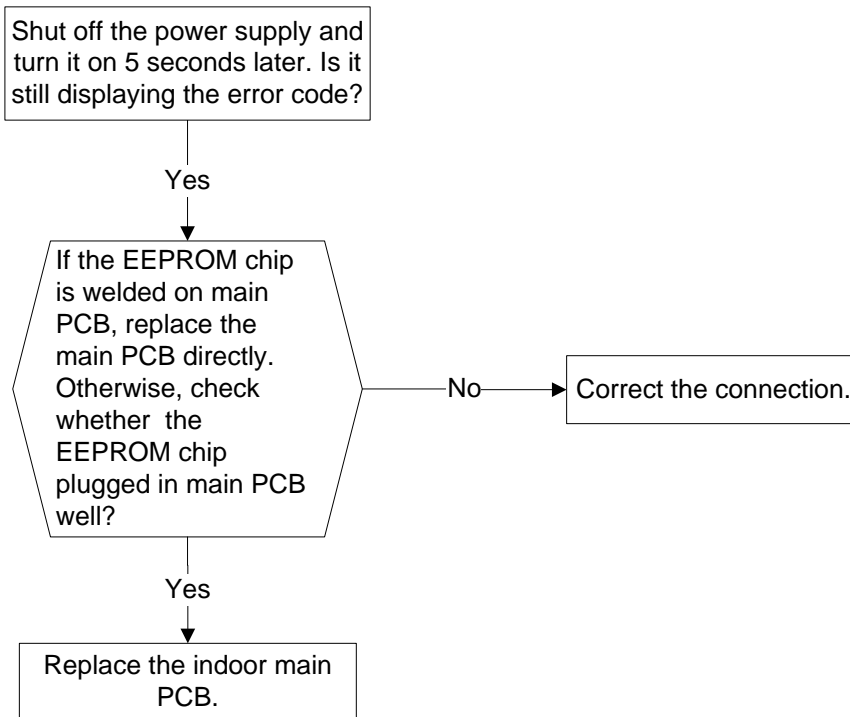 Shut off the power supply and
turn it on 5 seconds later. Is it
still displaying the error code?
Yes
If the EEPROM chip
is welded on main
PCB, replace the
main PCB directly.
Otherwise, check
whether the
EEPROM chip
plugged in main PCB
well?
No
Correct the connection.
Yes
Replace the indoor main
PCB.